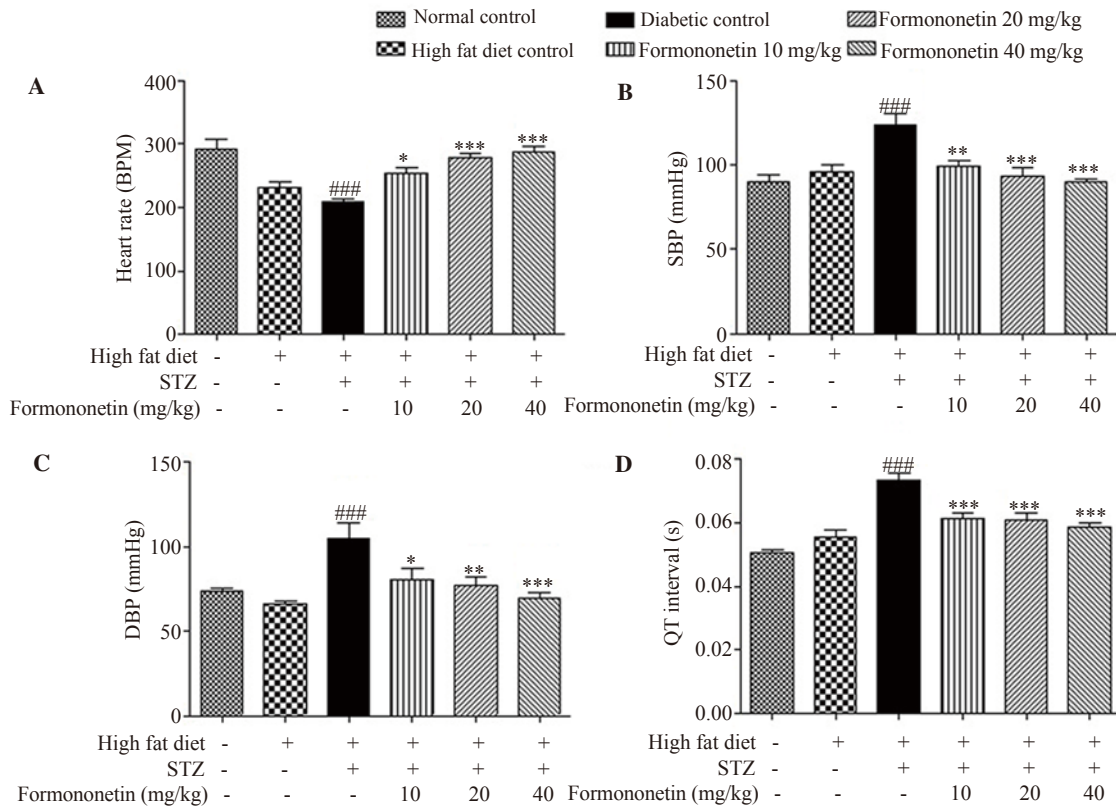 Normal control
Diabetic control
Formononetin 20 mg/kg
High fat diet control
Formononetin 10 mg/kg
Formononetin 40 mg/kg
A
Heart rate (BPM)
400
300
200
100
0
###
*
***
***
High fat diet - + + + + +
STZ - - + + + +
Formononetin (mg/kg) - - - 10 20 40
B
SBP (mmHg)
150
100
50
0
###
**
***
***
High fat diet - + + + + +
STZ - - + + + +
Formononetin (mg/kg) - - - 10 20 40
C
DBP (mmHg)
150
100
50
0
###
*
**
***
High fat diet - + + + + +
STZ - - + + + +
Formononetin (mg/kg) - - - 10 20 40
D
QT interval (s)
0.08
0.06
0.04
0.02
0.00
###
***
***
***
High fat diet - + + + + +
STZ - - + + + +
Formononetin (mg/kg) - - - 10 20 40